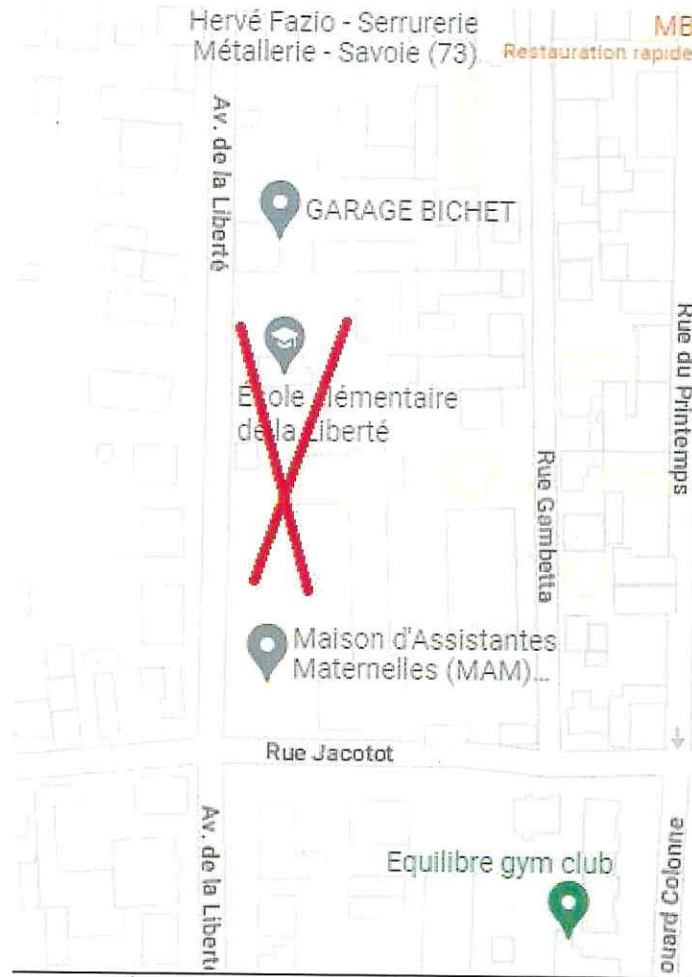 Hervé Fazio - Serrurerie
Métallerie - Savoie (73)
MB
Restauration rapide
Av. de la Liberté
GARAGE BICHET
École élémentaire
de la Liberté
Rue du Printemps
Rue Gambetta
Maison d'Assistantes
Maternelles (MAM)...
Rue Jacotot
Av. de la Liberté
Equilibre gym club
ouard Colonne